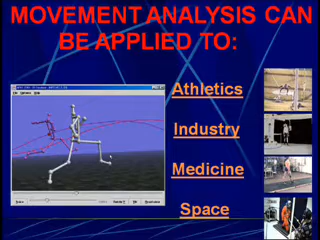 MOVEMENT ANALYSIS CAN
BE APPLIED TO:
Athletics
Industry
Medicine
Space